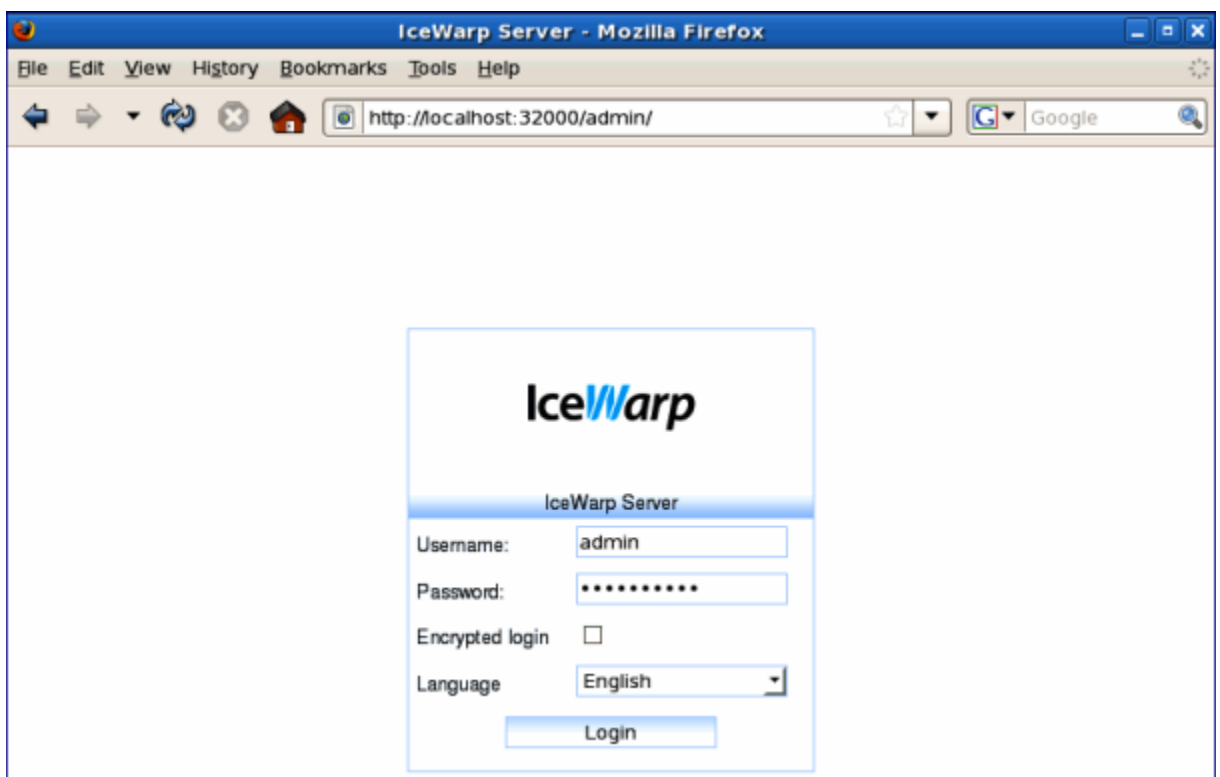 IceWarp Server - Mozilla Firefox
File Edit View History Bookmarks Tools Help
http://localhost:32000/admin/ G Google
IceWarp
IceWarp Server
Username: admin
Password: ••••••••••
Encrypted login
Language English
Login